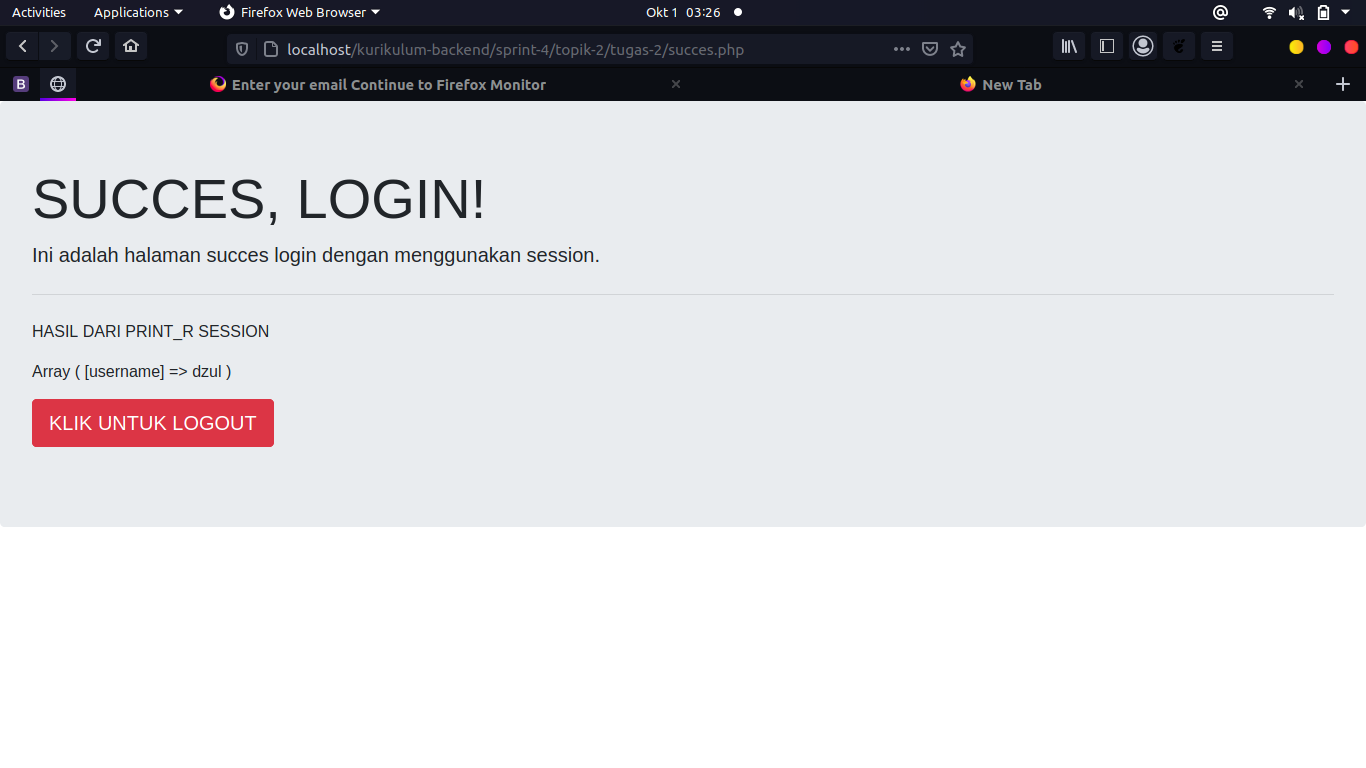 Activities Applications Firefox Web Browser Okt 1 03:26
localhost/kurikulum-backend/sprint-4/topik-2/tugas-2/succes.php
B Enter your email Continue to Firefox Monitor New Tab
SUCCES, LOGIN!
Ini adalah halaman succes login dengan menggunakan session.
HASIL DARI PRINT_R SESSION
Array ( [username] => dzul )
KLIK UNTUK LOGOUT